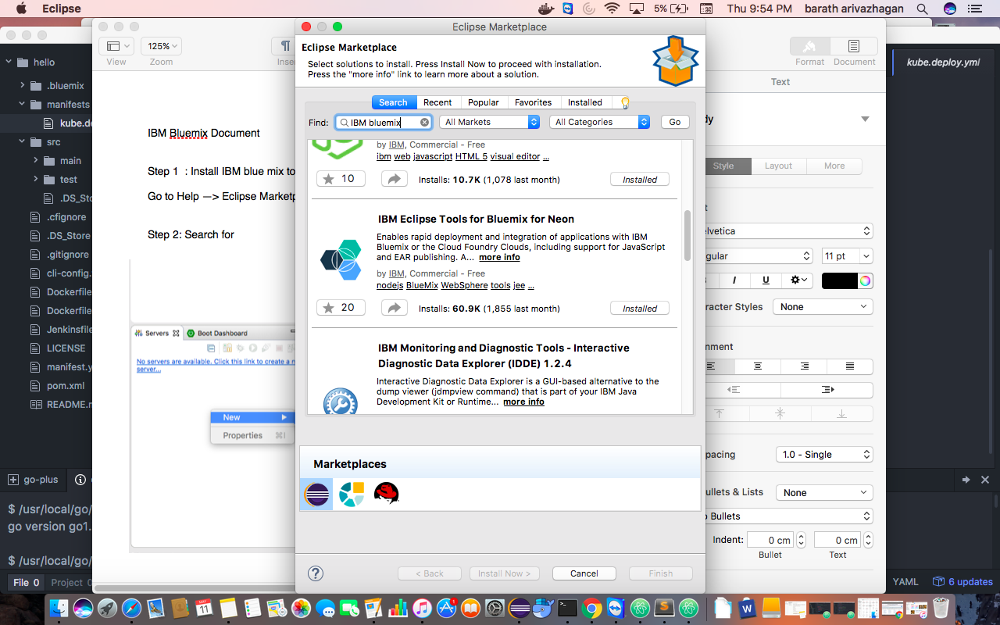 Eclipse
5%
Thu 9:54 PM
barath arivazhagan
hello
.bluemix
manifests
kube.de
src
main
test
.DS_Sto
.cfignore
.DS_Store
.gitignore
cli-config.
Dockerfile
Dockerfile
Jenkinsfile
LICENSE
manifest.y
pom.xml
README.m
go-plus
$ /usr/local/go/
go version go1.
$ /usr/local/go/
File 0
Project 0
125%
View
Zoom
Inser
IBM Bluemix Document
Step 1 : Install IBM blue mix to
Go to Help —> Eclipse Marketp
Step 2: Search for
Servers
Boot Dashboard
No servers are available. Click this link to create a n
server...
New
Properties
⌘I
Eclipse Marketplace
Eclipse Marketplace
Select solutions to install. Press Install Now to proceed with installation.
Press the "more info" link to learn more about a solution.
Search
Recent
Popular
Favorites
Installed
Find:
IBM bluemix
All Markets
All Categories
Go
by IBM, Commercial - Free
ibm web javascript HTML 5 visual editor ...
10
Installs: 10.7K (1,078 last month)
Installed
IBM Eclipse Tools for Bluemix for Neon
Enables rapid deployment and integration of applications with IBM
Bluemix or the Cloud Foundry Clouds, including support for JavaScript
and EAR publishing. A... more info
by IBM, Commercial - Free
nodejs BlueMix WebSphere tools jee ...
20
Installs: 60.9K (1,855 last month)
Installed
IBM Monitoring and Diagnostic Tools - Interactive
Diagnostic Data Explorer (IDDE) 1.2.4
Interactive Diagnostic Data Explorer is a GUI-based alternative to the
dump viewer (jdmpview command) that is part of your IBM Java
Development Kit or Runtime... more info
Marketplaces
?
< Back
Install Now >
Cancel
Finish
Format
Document
Text
dy
Style
Layout
More
t
elvetica
gular
11 pt
I
U
racter Styles
None
nment
pacing
1.0 - Single
ullets & Lists
None
o Bullets
Indent:
0 cm
0 cm
Bullet
Text
kube.deploy.yml
YAML
6 updates